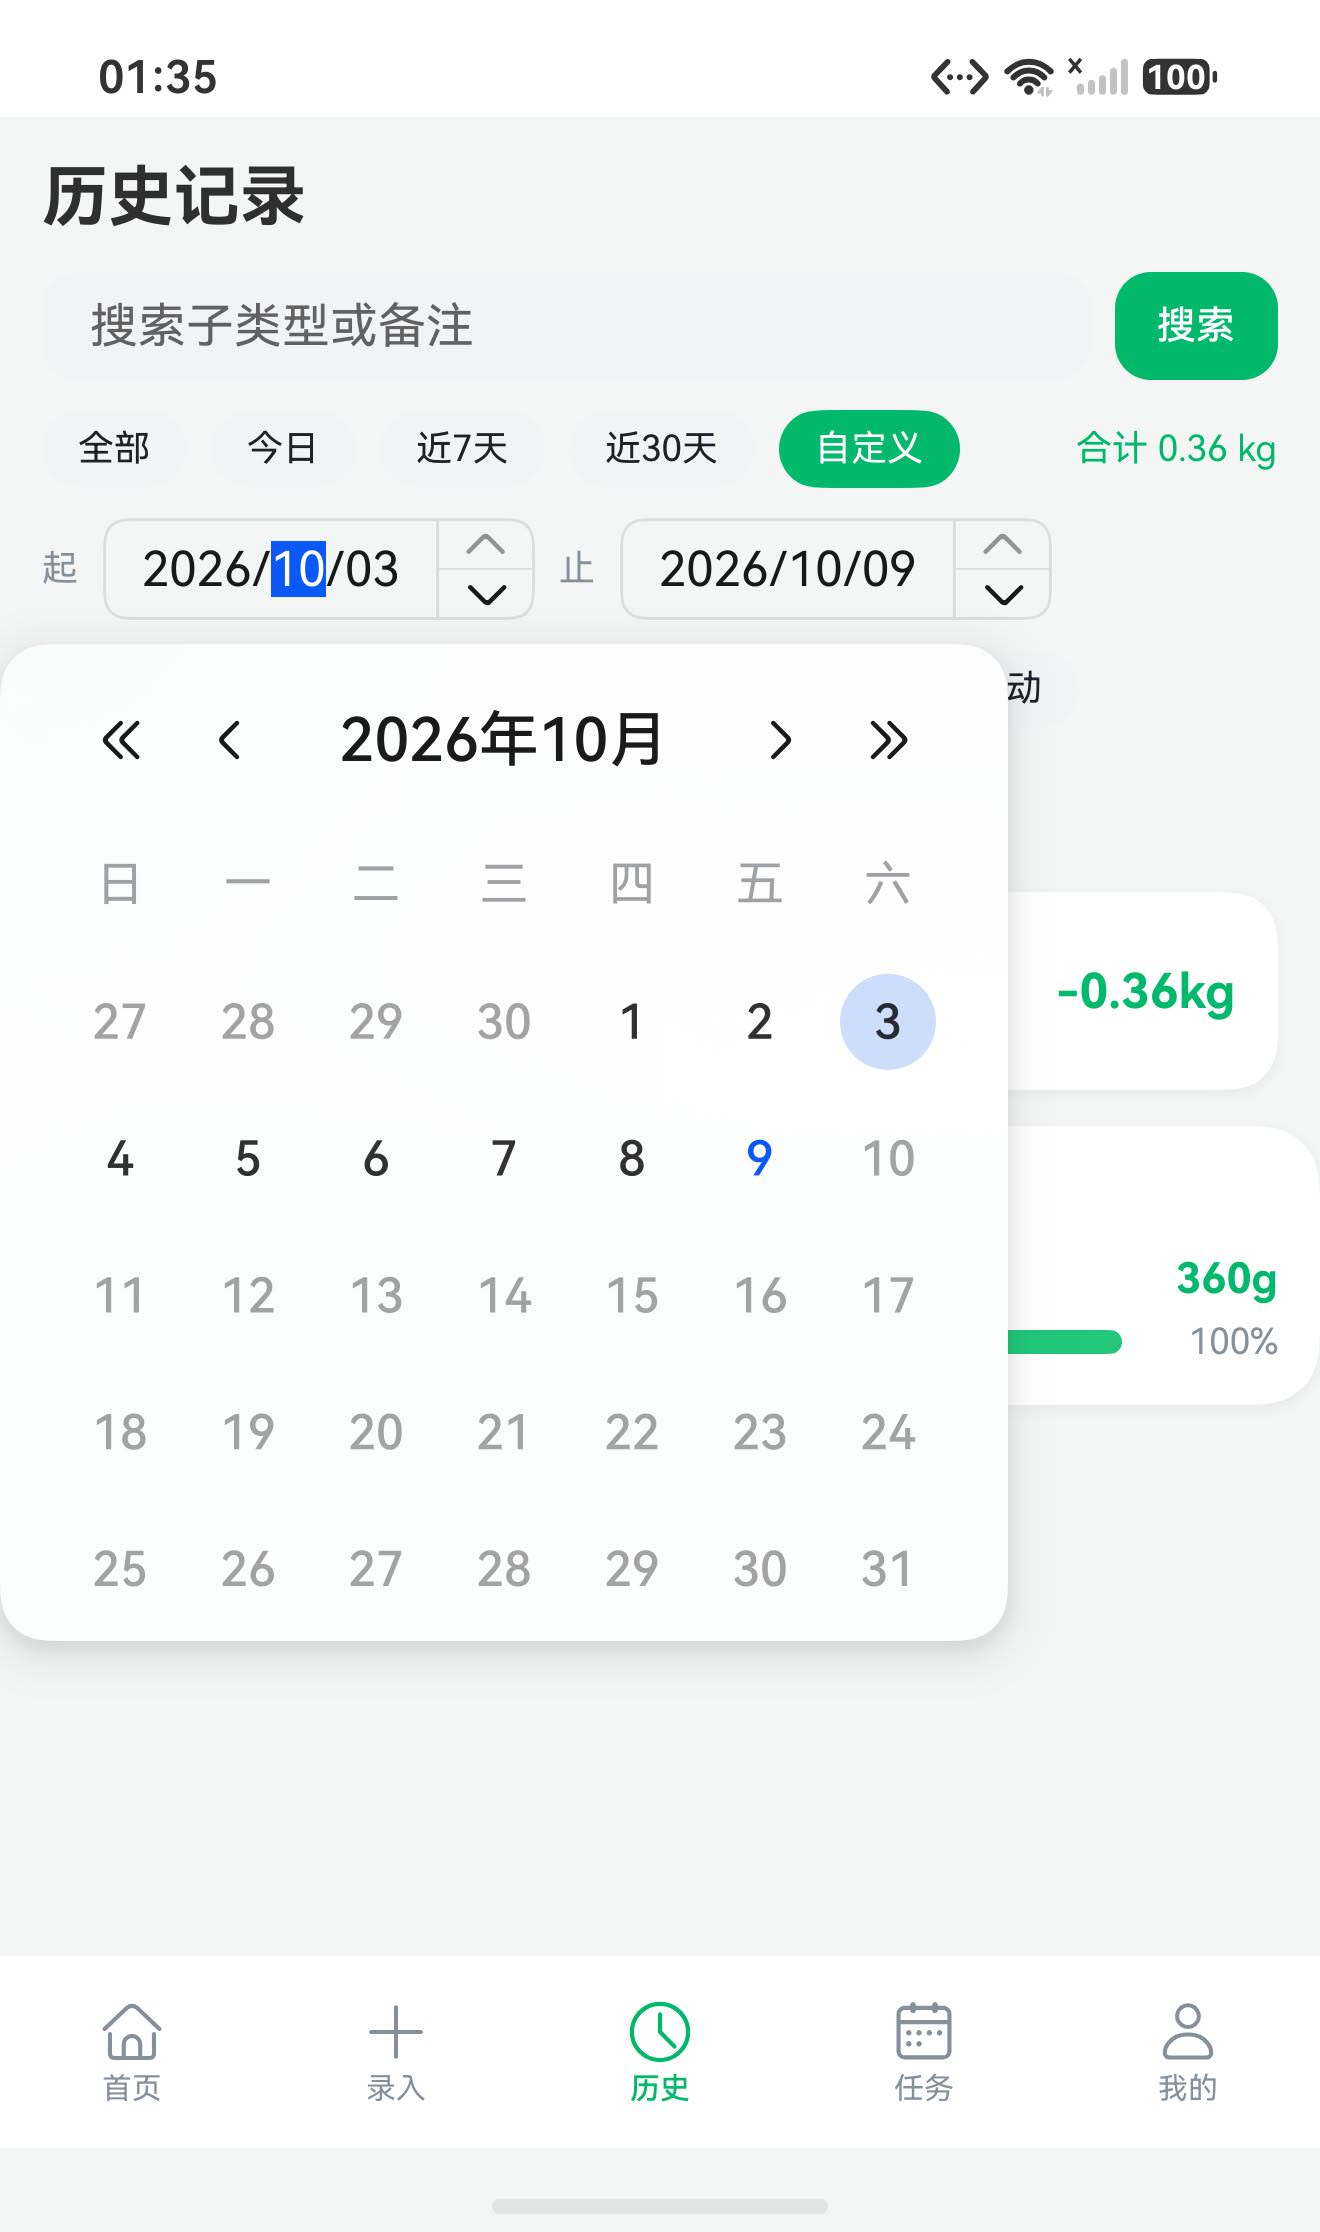 01:35
100
历史记录
搜索子类型或备注
搜索
全部 今日 近7天 近30天 自定义 合计 0.36 kg
起 2026/10/03 止 2026/10/09
动
2026年10月
日 一 二 三 四 五 六
27 28 29 30 1 2 3
-0.36kg
4 5 6 7 8 9 10
11 12 13 14 15 16 17
360g
100%
18 19 20 21 22 23 24
25 26 27 28 29 30 31
首页 录入 历史 任务 我的